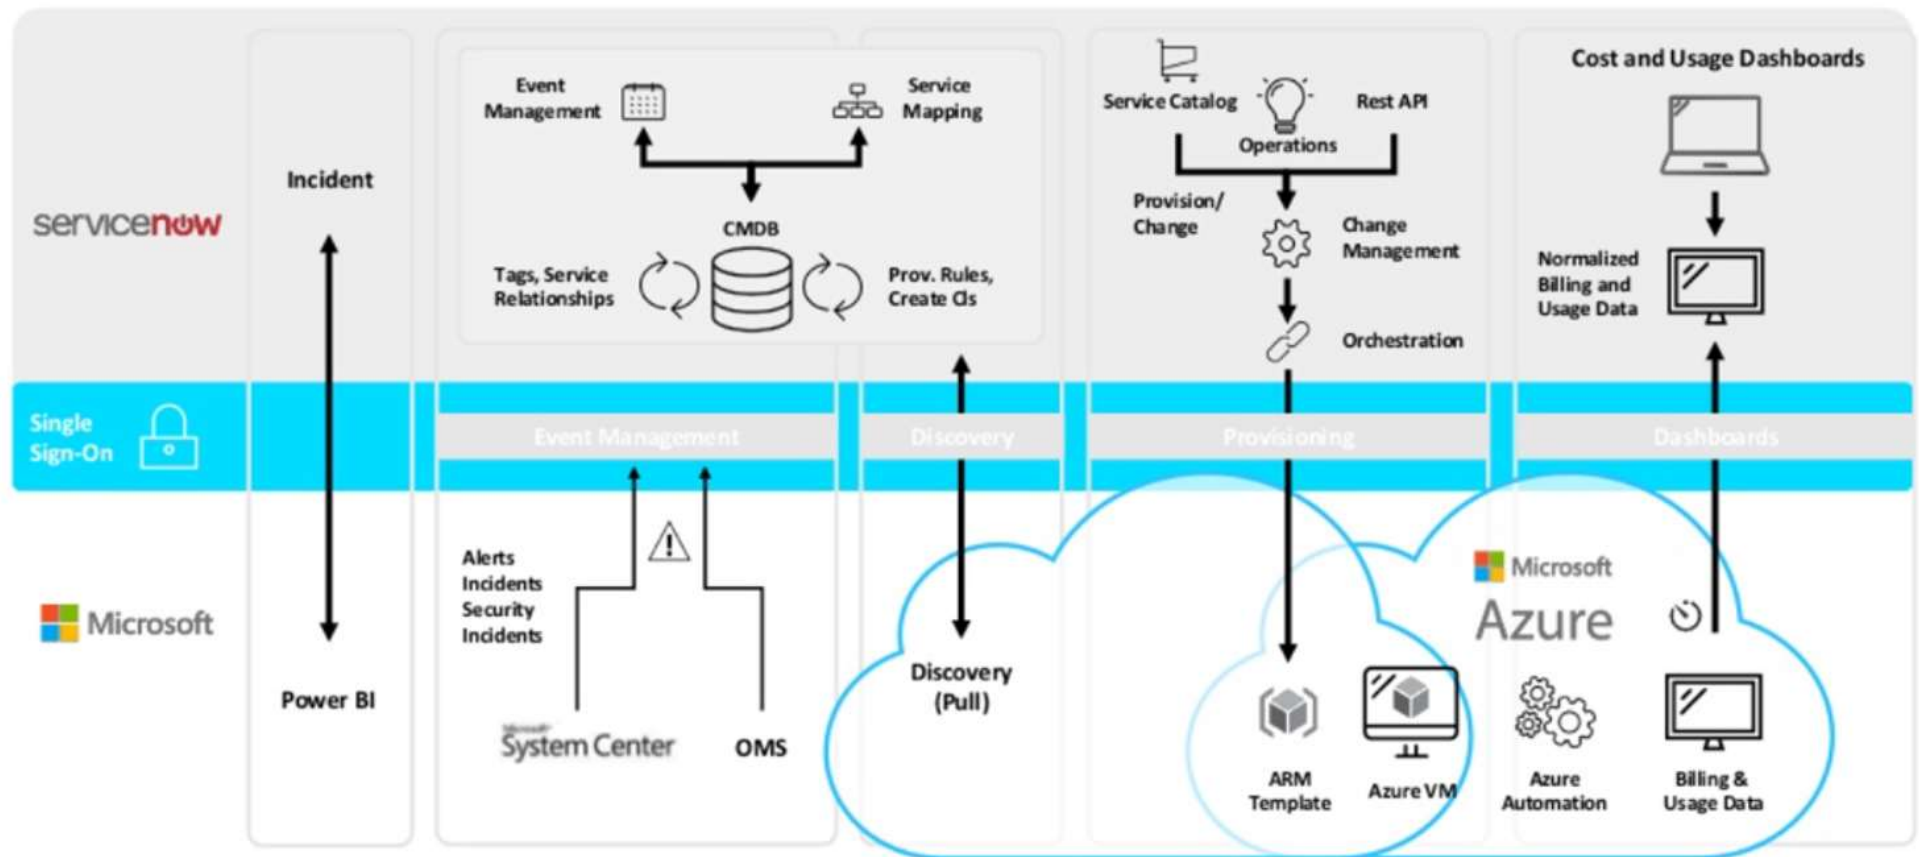 servicenow
Incident
Event
Management
Service
Mapping
CMDB
Tags, Service
Relationships
Prov. Rules,
Create CIs
Service Catalog
Operations
Rest API
Provision/
Change
Change
Management
Orchestration
Cost and Usage Dashboards
Normalized
Billing and
Usage Data
Single
Sign-On
Event Management
Discovery
Provisioning
Dashboards
Microsoft
Power BI
Alerts
Incidents
Security
Incidents
Microsoft
System Center
OMS
Discovery
(Pull)
Microsoft
Azure
ARM
Template
Azure VM
Azure
Automation
Billing &
Usage Data